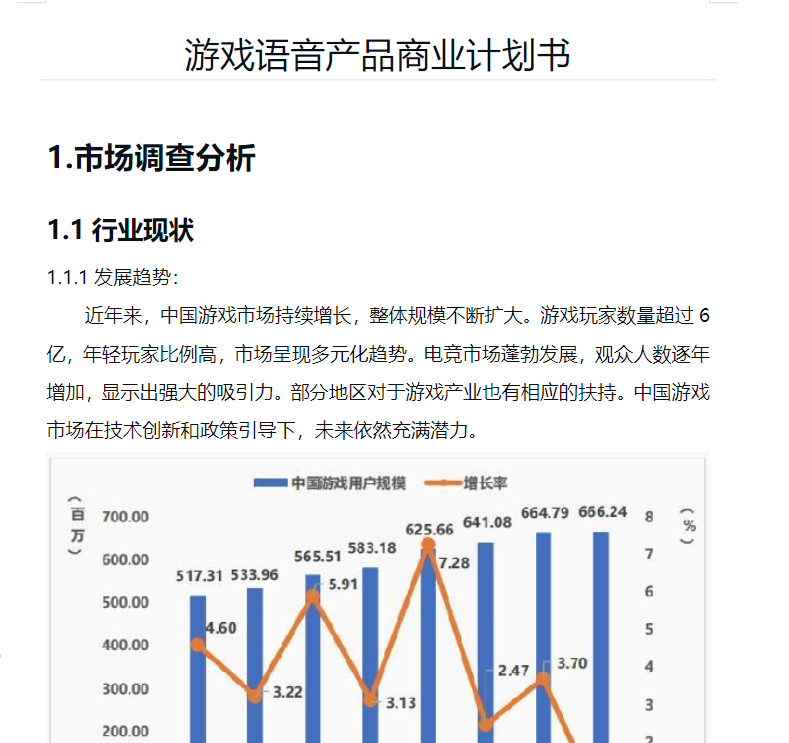 游戏语音产品商业计划书
1.市场调查分析
1.1 行业现状
1.1.1 发展趋势：
近年来，中国游戏市场持续增长，整体规模不断扩大。游戏玩家数量超过 6
亿，年轻玩家比例高，市场呈现多元化趋势。电竞市场蓬勃发展，观众人数逐年
增加，显示出强大的吸引力。部分地区对于游戏产业也有相应的扶持。中国游戏
市场在技术创新和政策引导下，未来依然充满潜力。
中国游戏用户规模 增长率
（百万）
（%）
700.00
600.00
500.00
400.00
300.00
200.00
517.31
533.96
565.51
583.18
625.66
641.08
664.79
666.24
4.60
3.22
5.91
3.13
7.28
2.47
3.70
8
7
6
5
4
3
2